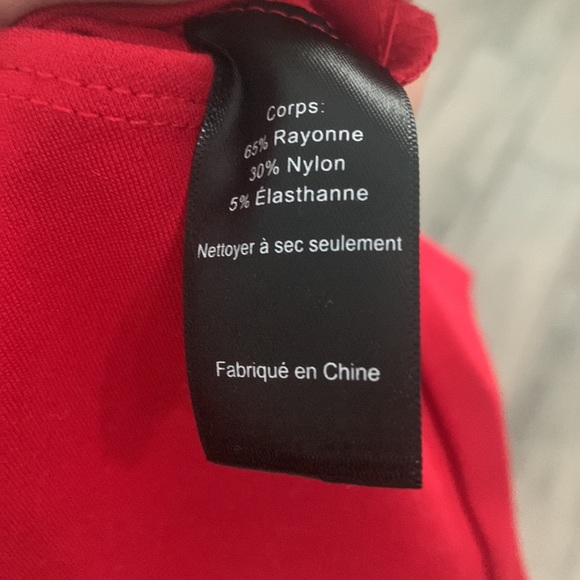 Corps:
65% Rayonne
30% Nylon
5% Élasthanne
Nettoyer à sec seulement
Fabriqué en Chine